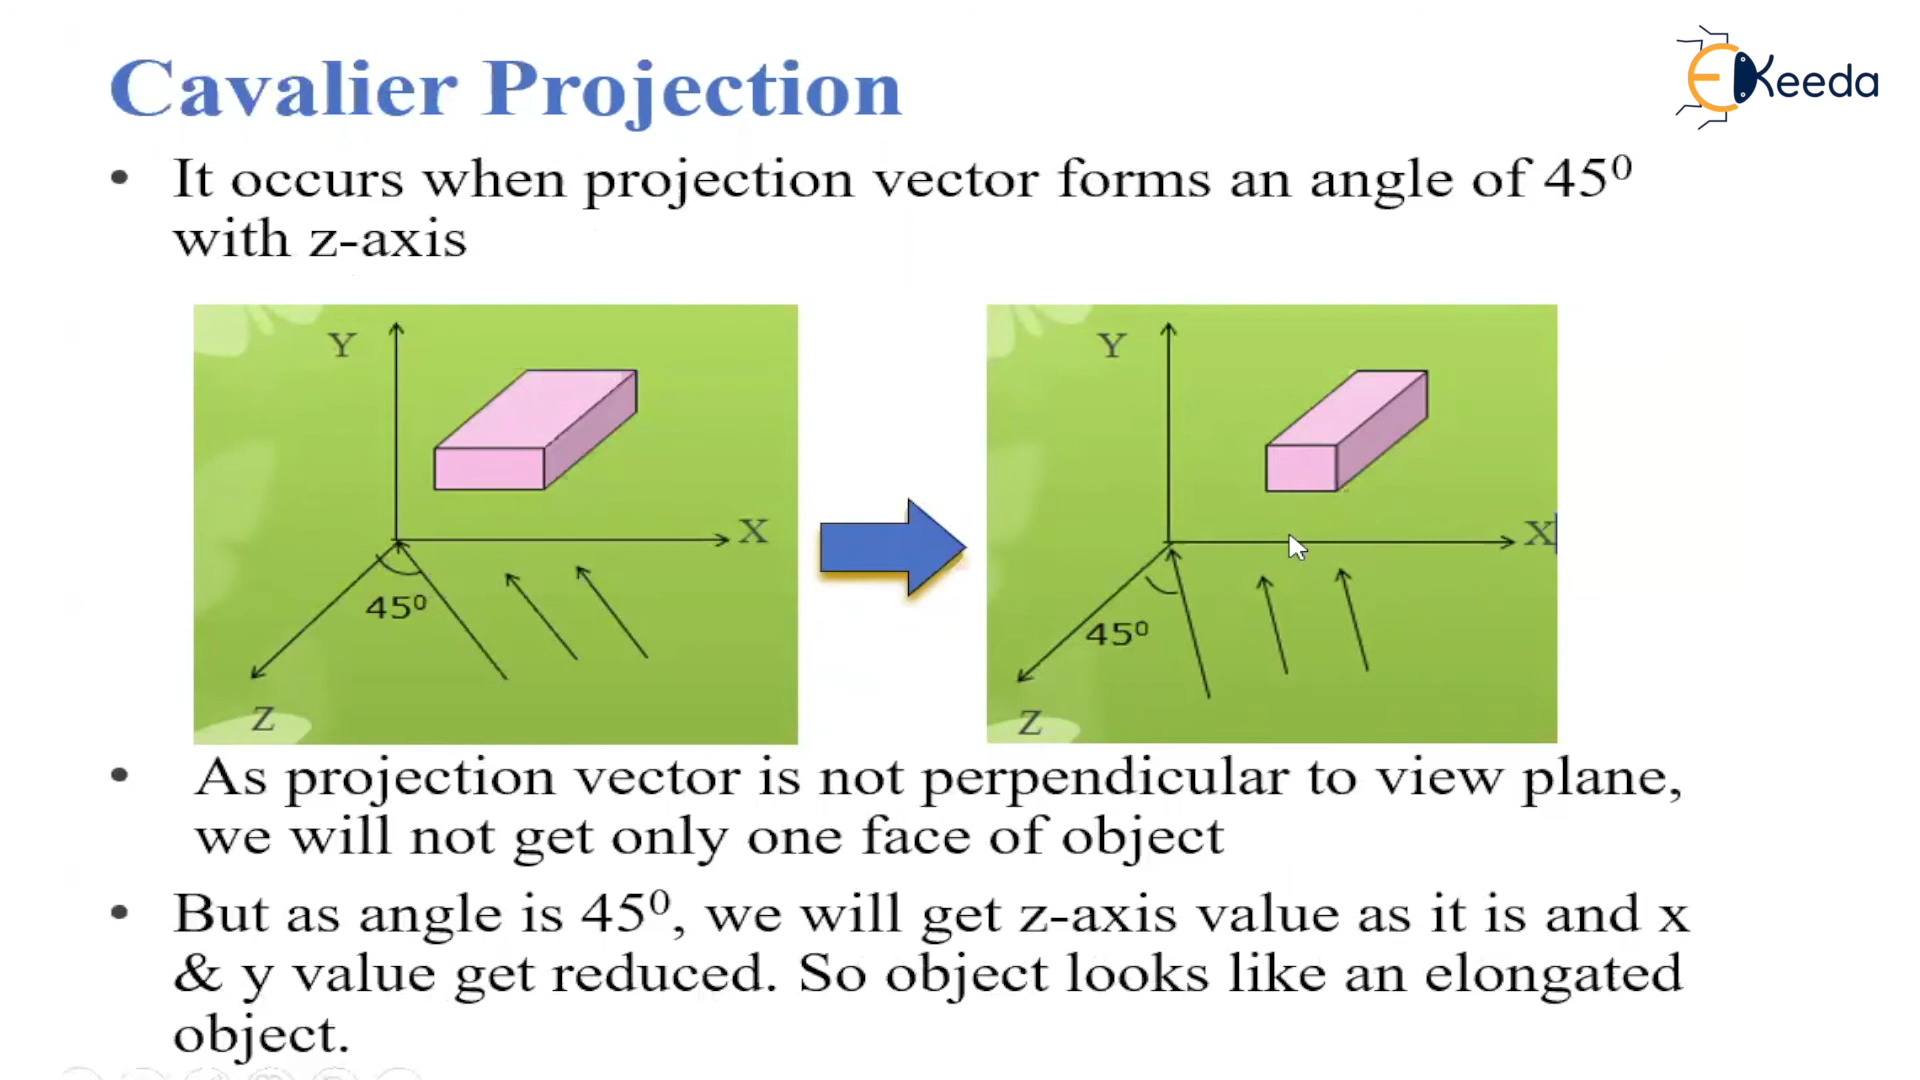 Cavalier Projection
EKeeda
• It occurs when projection vector forms an angle of 45⁰
with z-axis
Y
X
45⁰
Z
Y
X
45⁰
Z
• As projection vector is not perpendicular to view plane,
we will not get only one face of object
• But as angle is 45⁰, we will get z-axis value as it is and x
& y value get reduced. So object looks like an elongated
object.